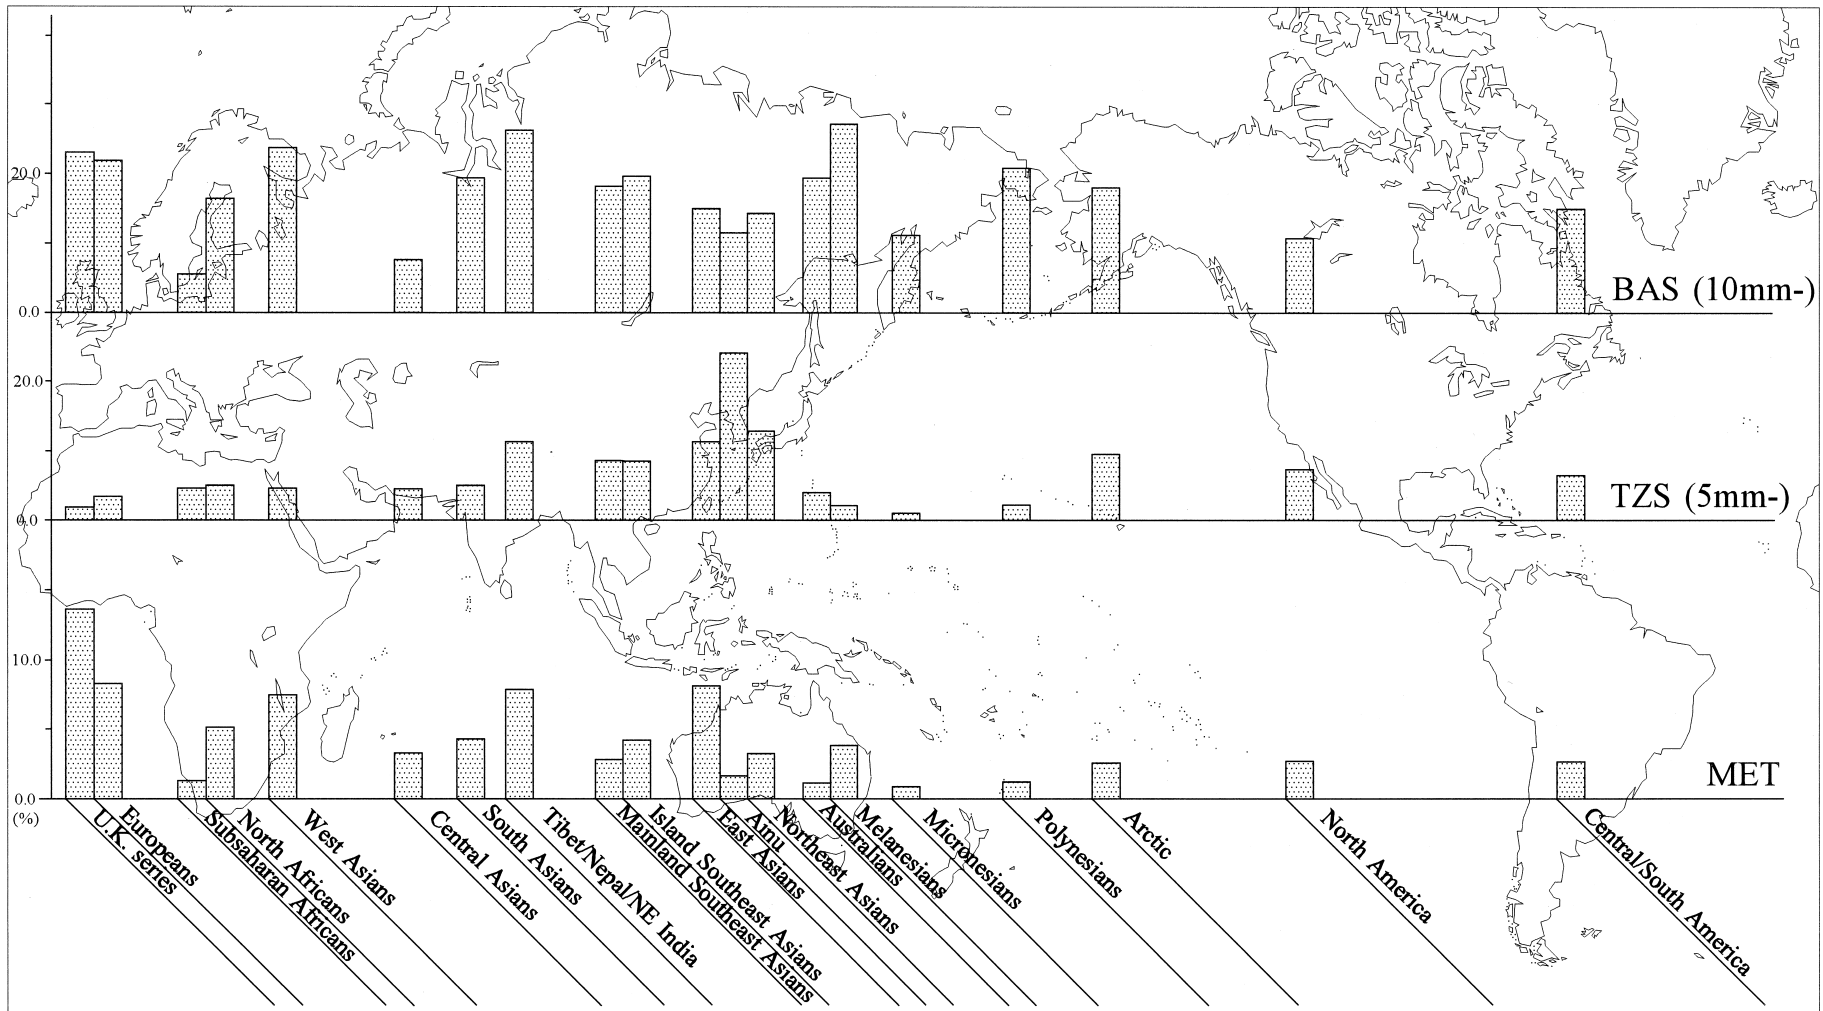 20.0
0.0
BAS (10mm-)
20.0
0.0
TZS (5mm-)
10.0
0.0
(%)
MET
U.K. series
Europeans
Subsaharan Africans
North Africans
West Asians
Central Asians
South Asians
Tibet/Nepal/NE India
Mainland Southeast Asians
Island Southeast Asians
East Asians
Ainu
Northeast Asians
Australians
Melanesians
Micronesians
Polynesians
Arctic
North America
Central/South America